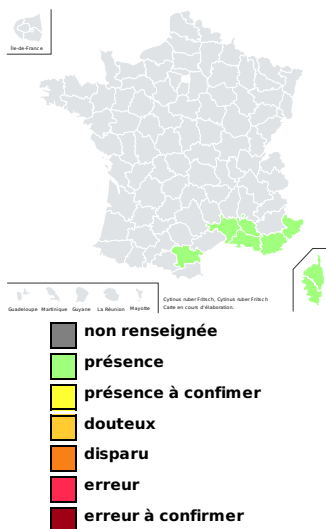 Île-de-France
Guadeloupe Martinique Guyane La Réunion Mayotte
Cytinus ruber Fritsch, Cytinus ruber Fritsch
Carte en cours d'élaboration.
non renseignée
présence
présence à confimer
douteux
disparu
erreur
erreur à confirmer